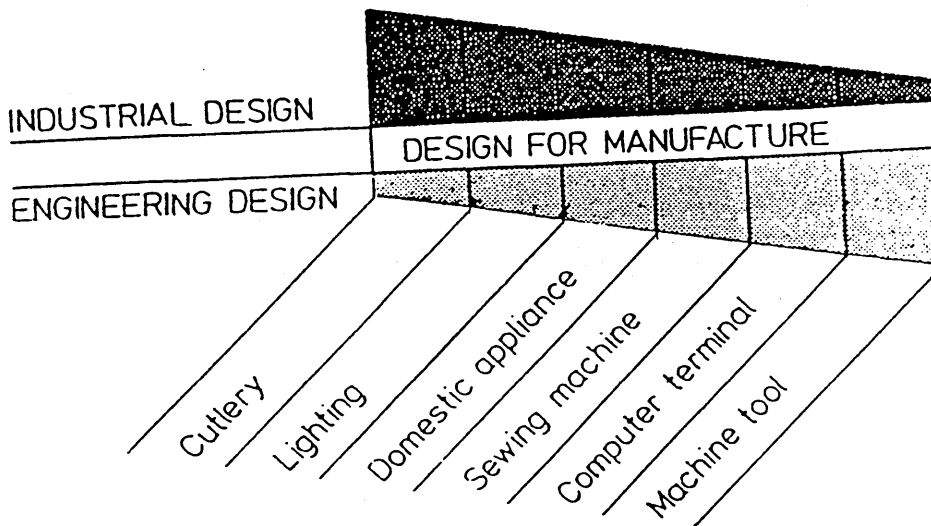 INDUSTRIAL DESIGN
DESIGN FOR MANUFACTURE
ENGINEERING DESIGN
Cutlery
Lighting
Domestic appliance
Sewing machine
Computer terminal
Machine tool